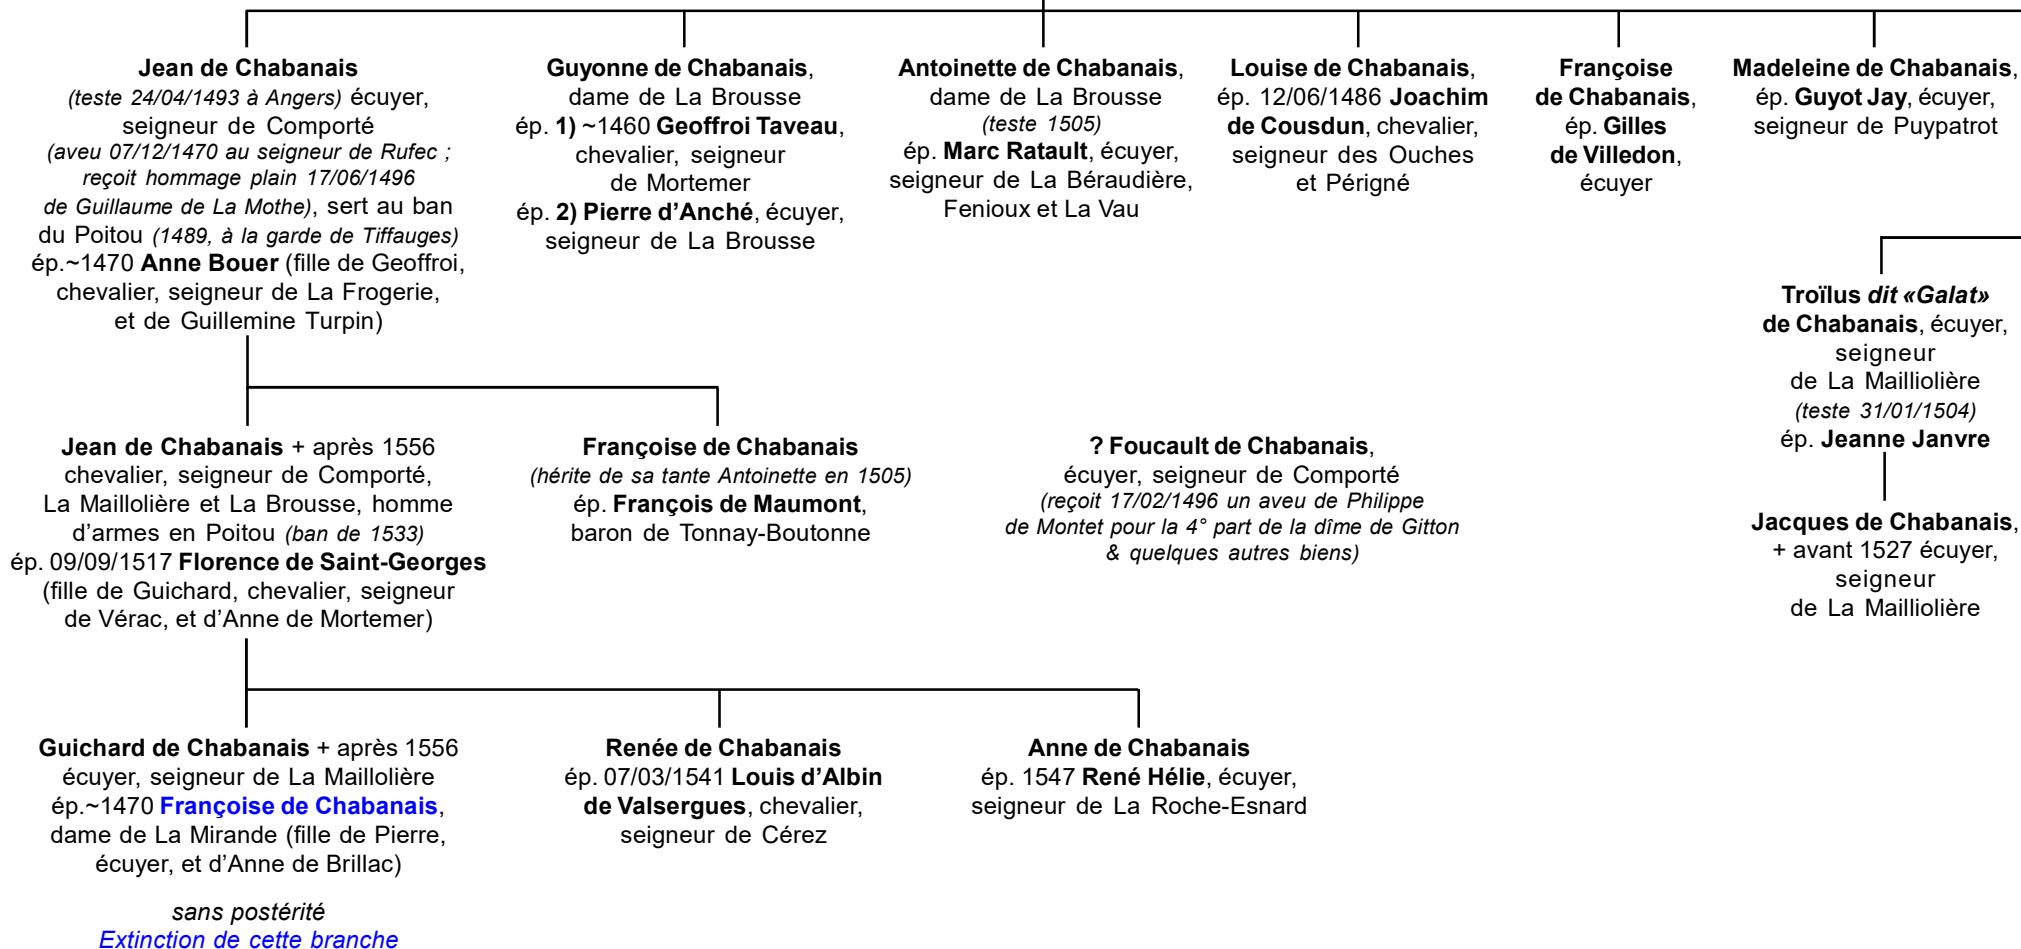 Jean de Chabanais
(teste 24/04/1493 à Angers) écuyer,
seigneur de Comporté
(aveu 07/12/1470 au seigneur de Rufec ;
reçoit hommage plain 17/06/1496
de Guillaume de La Mothe), sert au ban
du Poitou (1489, à la garde de Tiffauges)
ép.~1470 Anne Bouer (fille de Geoffroi,
chevalier, seigneur de La Frogerie,
et de Guillemine Turpin)
Guyonne de Chabanais,
dame de La Brousse
ép. 1) ~1460 Geoffroi Taveau,
chevalier, seigneur
de Mortemer
ép. 2) Pierre d’Anché, écuyer,
seigneur de La Brousse
Antoinette de Chabanais,
dame de La Brousse
(teste 1505)
ép. Marc Ratault, écuyer,
seigneur de La Béraudière,
Fenioux et La Vau
Louise de Chabanais,
ép. 12/06/1486 Joachim
de Cousdun, chevalier,
seigneur des Ouches
et Périgné
Françoise
de Chabanais,
ép. Gilles
de Villedon,
écuyer
Madeleine de Chabanais,
ép. Guyot Jay, écuyer,
seigneur de Puypatrot
Troïlus dit «Galat»
de Chabanais, écuyer,
seigneur
de La Mailliolière
(teste 31/01/1504)
ép. Jeanne Janvre
Jean de Chabanais + après 1556
chevalier, seigneur de Comporté,
La Maillolière et La Brousse, homme
d’armes en Poitou (ban de 1533)
ép. 09/09/1517 Florence de Saint-Georges
(fille de Guichard, chevalier, seigneur
de Vérac, et d’Anne de Mortemer)
Françoise de Chabanais
(hérite de sa tante Antoinette en 1505)
ép. François de Maumont,
baron de Tonnay-Boutonne
? Foucault de Chabanais,
écuyer, seigneur de Comporté
(reçoit 17/02/1496 un aveu de Philippe
de Montet pour la 4° part de la dîme de Gitton
& quelques autres biens)
Jacques de Chabanais,
+ avant 1527 écuyer,
seigneur
de La Mailliolière
Guichard de Chabanais + après 1556
écuyer, seigneur de La Maillolière
ép.~1470 Françoise de Chabanais,
dame de La Mirande (fille de Pierre,
écuyer, et d’Anne de Brillac)
sans postérité
Extinction de cette branche
Renée de Chabanais
ép. 07/03/1541 Louis d’Albin
de Valsergues, chevalier,
seigneur de Cérez
Anne de Chabanais
ép. 1547 René Hélie, écuyer,
seigneur de La Roche-Esnard